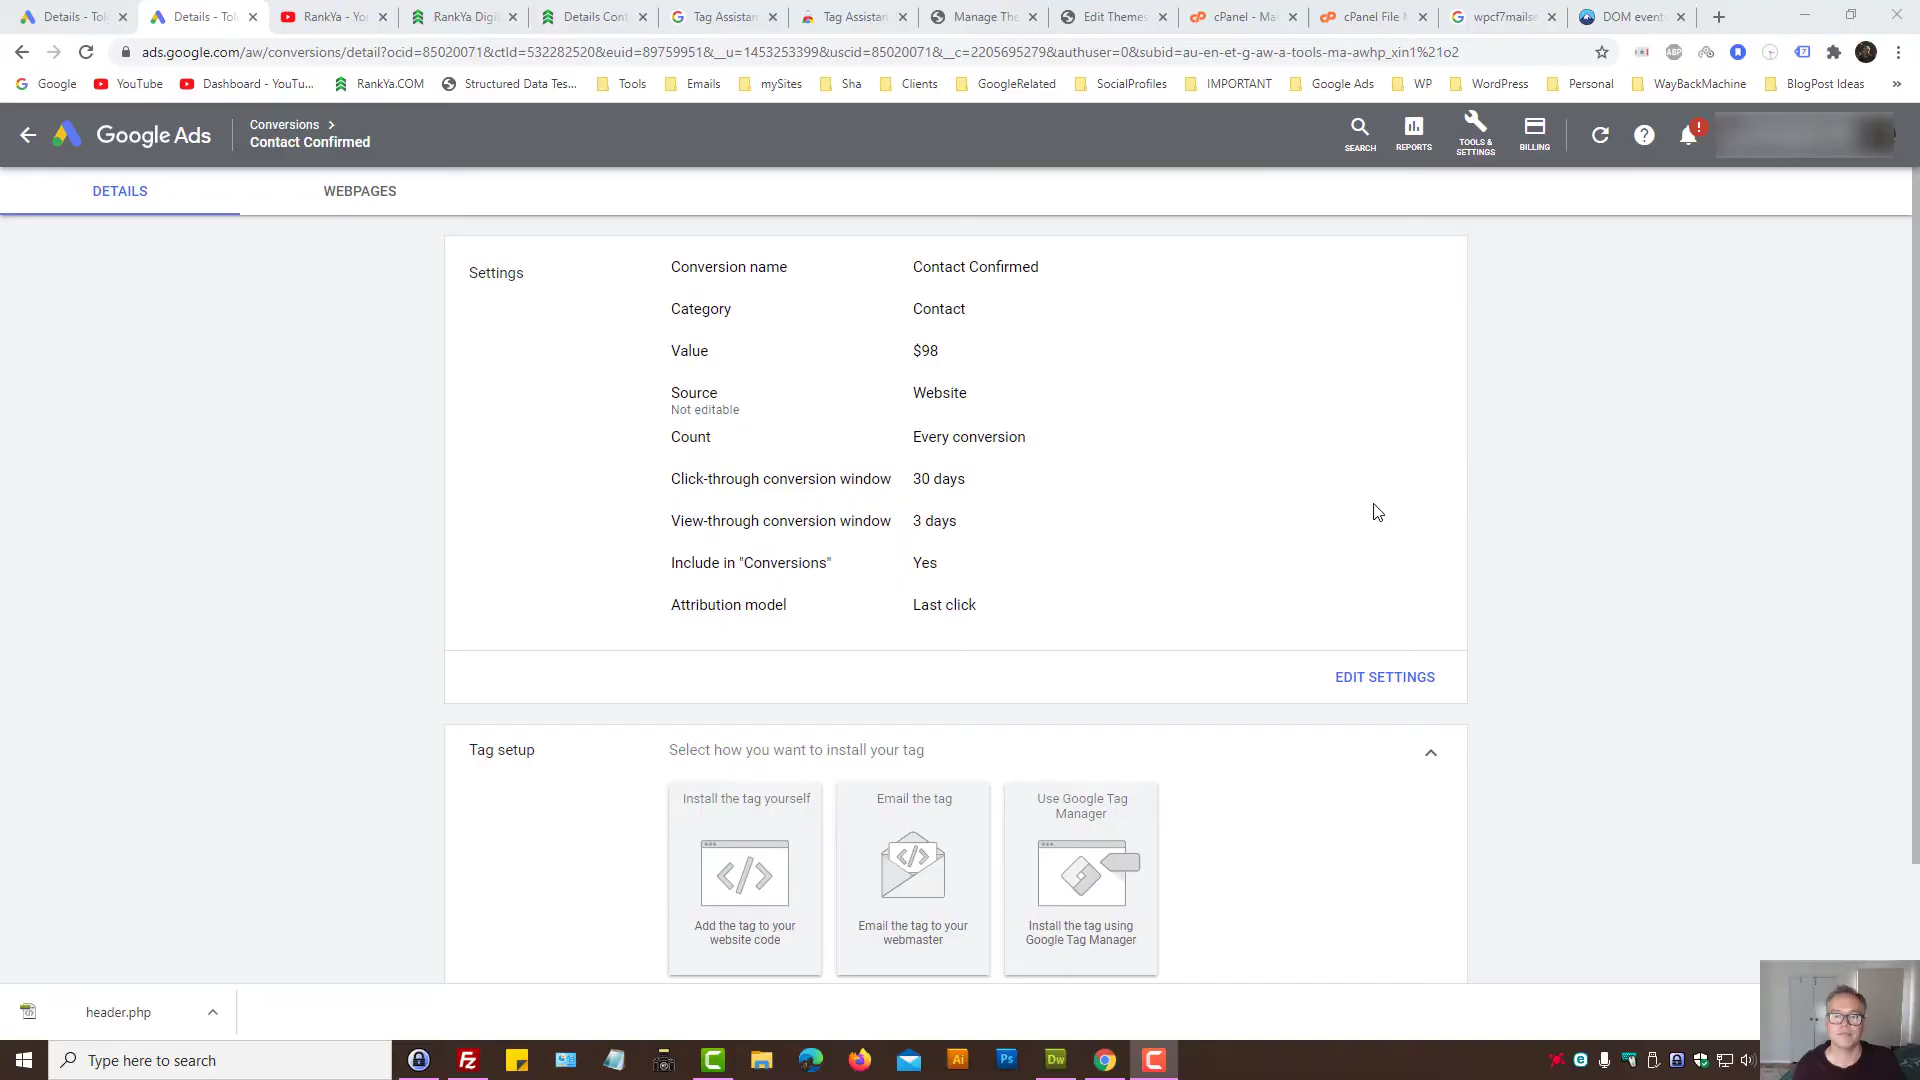 Details - Tol
Details - Tol
RankYa - Yo
RankYa Digi
Details Cont
Tag Assistan
Tag Assistan
Manage The
Edit Themes
cPanel - Ma
cPanel File M
wpcf7mailse
DOM events
ads.google.com/aw/conversions/detail?ocid=85020071&ctId=532282520&euid=89759951&__u=1453253399&uscid=85020071&__c=2205695279&authuser=0&subid=au-en-et-g-aw-a-tools-ma-awhp_xin1%21o2
Google
YouTube
Dashboard - YouTu...
RankYa.COM
Structured Data Tes...
Tools
Emails
mySites
Sha
Clients
GoogleRelated
SocialProfiles
IMPORTANT
Google Ads
WP
WordPress
Personal
WayBackMachine
BlogPost Ideas
»
Google Ads
Conversions >
Contact Confirmed
SEARCH
REPORTS
TOOLS &
SETTINGS
BILLING
DETAILS
WEBPAGES
Settings
Conversion name
Contact Confirmed
Category
Contact
Value
$98
Source
Not editable
Website
Count
Every conversion
Click-through conversion window
30 days
View-through conversion window
3 days
Include in "Conversions"
Yes
Attribution model
Last click
EDIT SETTINGS
Tag setup
Select how you want to install your tag
Install the tag yourself
Add the tag to your
website code
Email the tag
Email the tag to your
webmaster
Use Google Tag
Manager
Install the tag using
Google Tag Manager
header.php
Type here to search
Fz
Ai
Ps
Dw